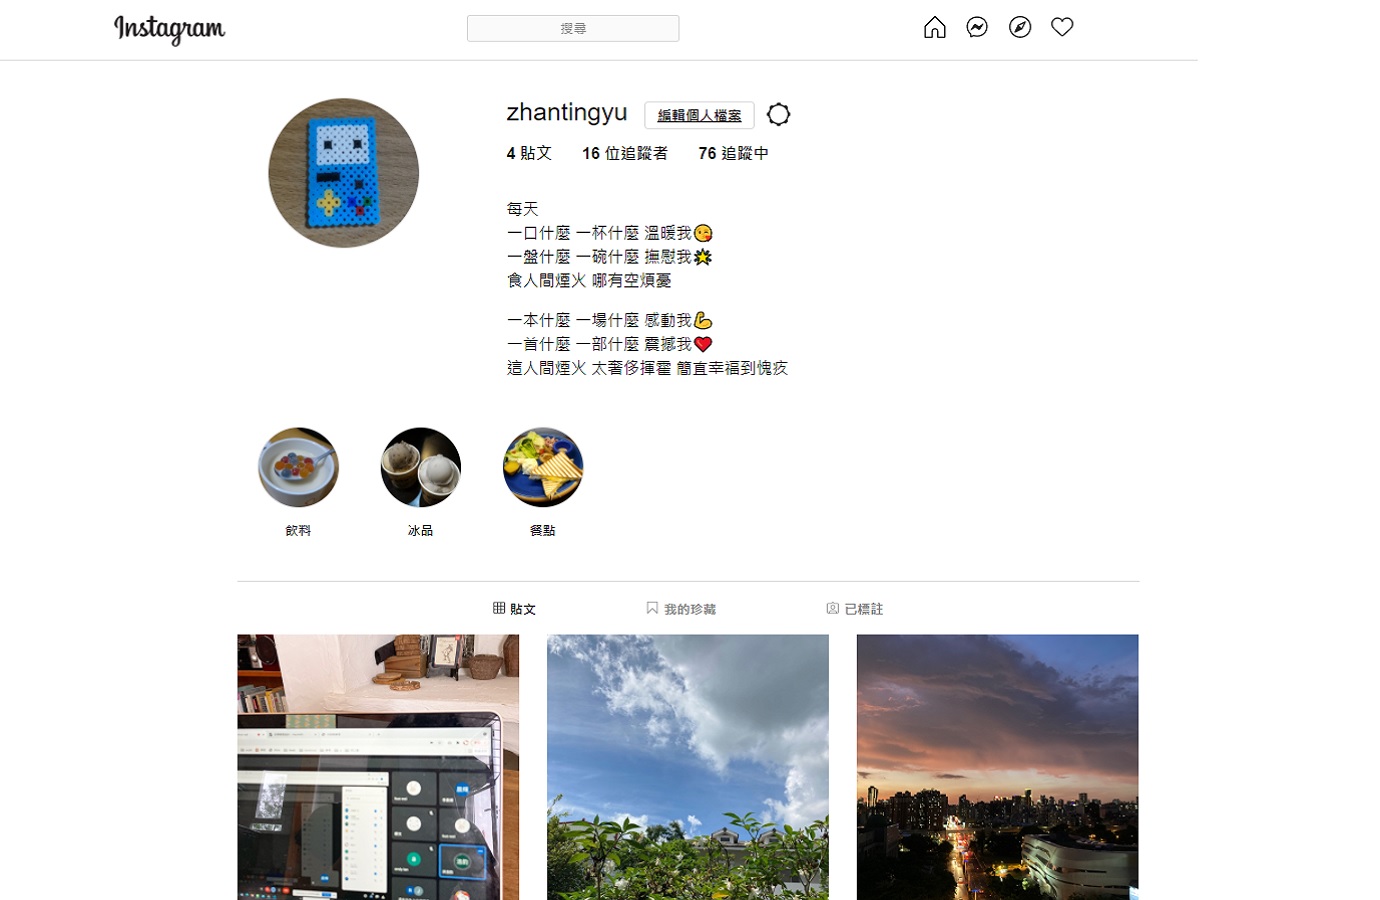 Instagram
搜尋
zhantingyu
編輯個人檔案
4 貼文 16 位追蹤者 76 追蹤中
每天
一口什麼 一杯什麼 溫暖我😘
一盤什麼 一碗什麼 撫慰我🌟
食人間煙火 哪有空煩憂
一本什麼 一場什麼 感動我💪
一首什麼 一部什麼 震撼我❤️
這人間煙火 太奢侈揮霍 簡直幸福到愧疚
飲料 冰品 餐點
貼文 我的珍藏 已標註